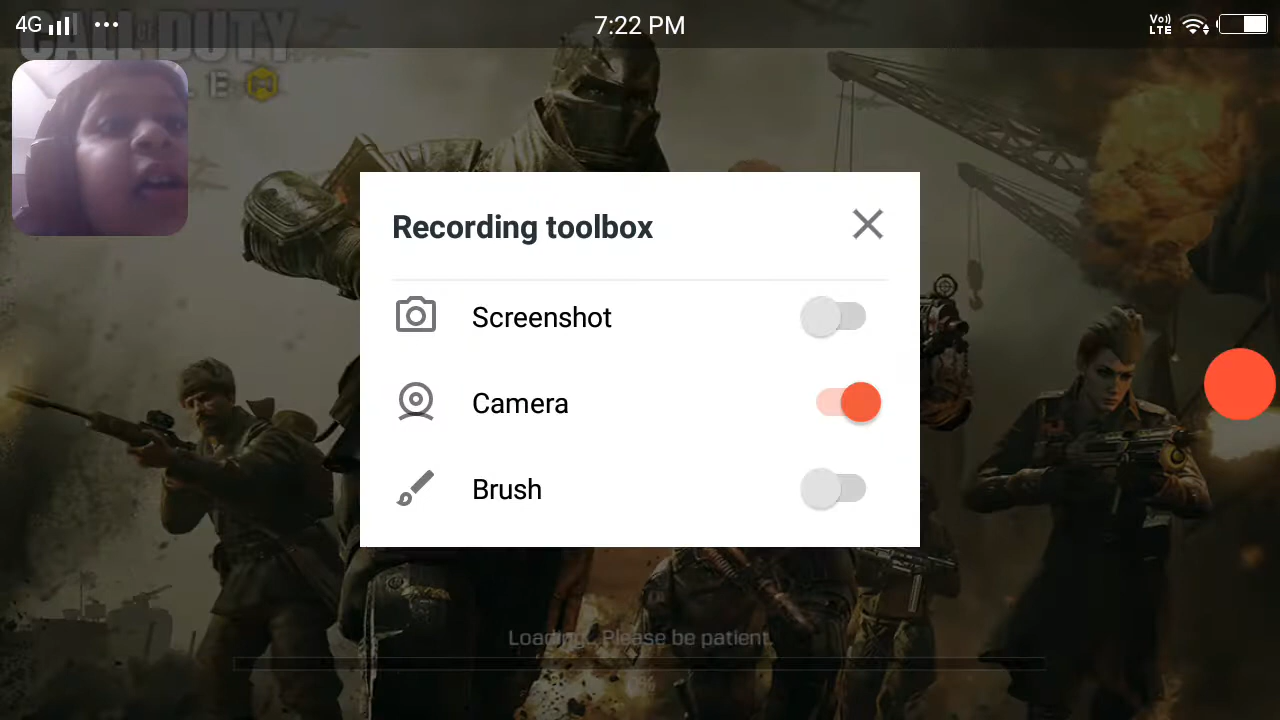 4G ••• 7:22 PM Vo)) LTE
CALL OF DUTY
Recording toolbox
Screenshot
Camera
Brush
Loading... Please be patient.